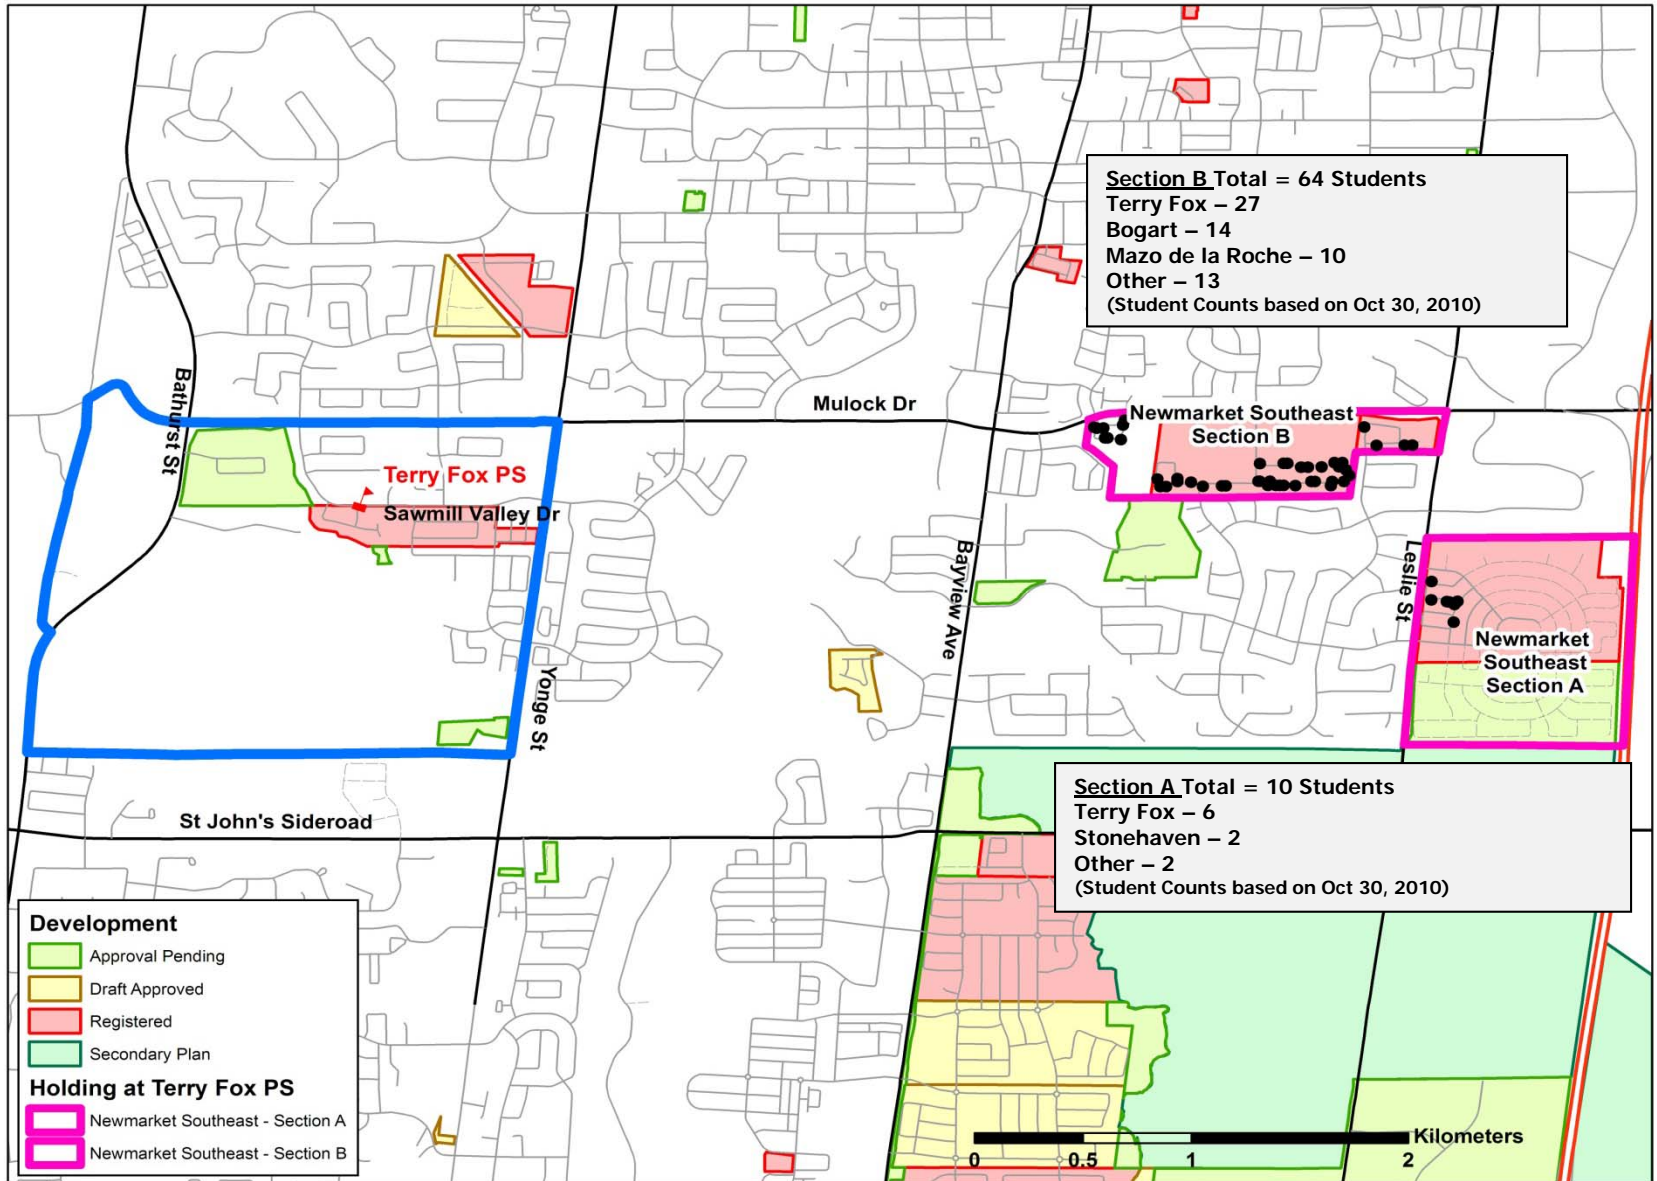 Section B Total = 64 Students
Terry Fox – 27
Bogart – 14
Mazo de la Roche – 10
Other – 13
(Student Counts based on Oct 30, 2010)
Bathurst St
Mulock Dr
Newmarket Southeast
Section B
Terry Fox PS
Sawmill Valley Dr
Bayview Ave
Leslie St
Newmarket
Southeast
Section A
Yonge St
Section A Total = 10 Students
Terry Fox – 6
Stonehaven – 2
Other – 2
(Student Counts based on Oct 30, 2010)
St John's Sideroad
Development
Approval Pending
Draft Approved
Registered
Secondary Plan
Holding at Terry Fox PS
Newmarket Southeast - Section A
Newmarket Southeast - Section B
Kilometers
0 0.5 1 2